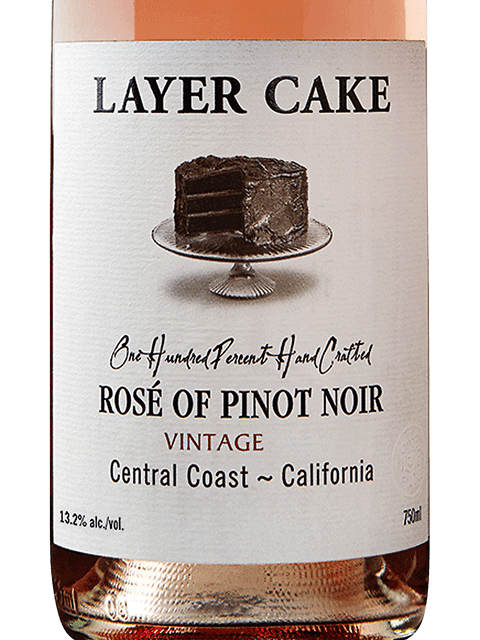 LAYER CAKE
One Hundred Percent Hand Crafted
ROSÉ OF PINOT NOIR
VINTAGE
Central Coast ~ California
13.2% alc./vol. 750ml